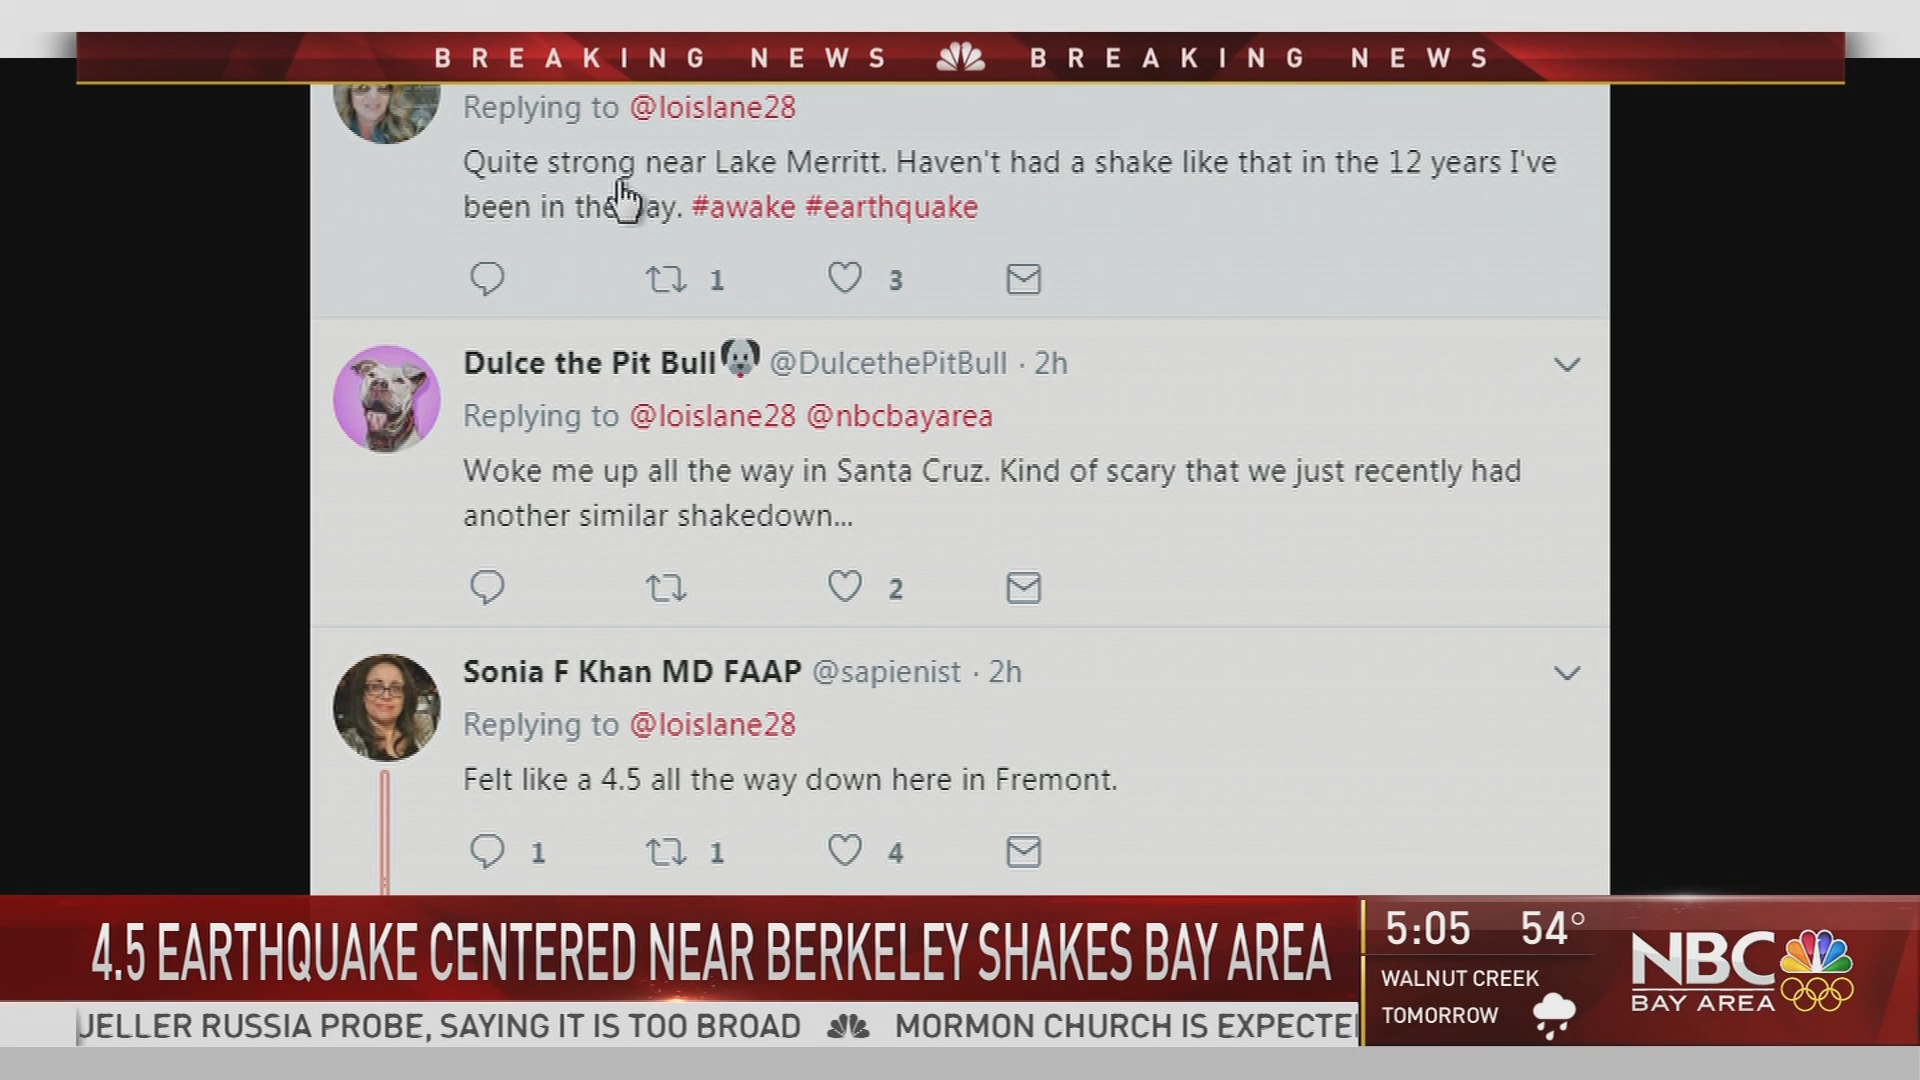 BREAKING NEWS BREAKING NEWS
Replying to @loislane28
Quite strong near Lake Merritt. Haven't had a shake like that in the 12 years I've
been in the ay. #awake #earthquake
1 3
Dulce the Pit Bull @DulcethePitBull · 2h
Replying to @loislane28 @nbcbayarea
Woke me up all the way in Santa Cruz. Kind of scary that we just recently had
another similar shakedown...
2
Sonia F Khan MD FAAP @sapienist · 2h
Replying to @loislane28
Felt like a 4.5 all the way down here in Fremont.
1 1 4
4.5 EARTHQUAKE CENTERED NEAR BERKELEY SHAKES BAY AREA
5:05 54°
WALNUT CREEK
TOMORROW
NBC
BAY AREA
UELLER RUSSIA PROBE, SAYING IT IS TOO BROAD MORMON CHURCH IS EXPECTE